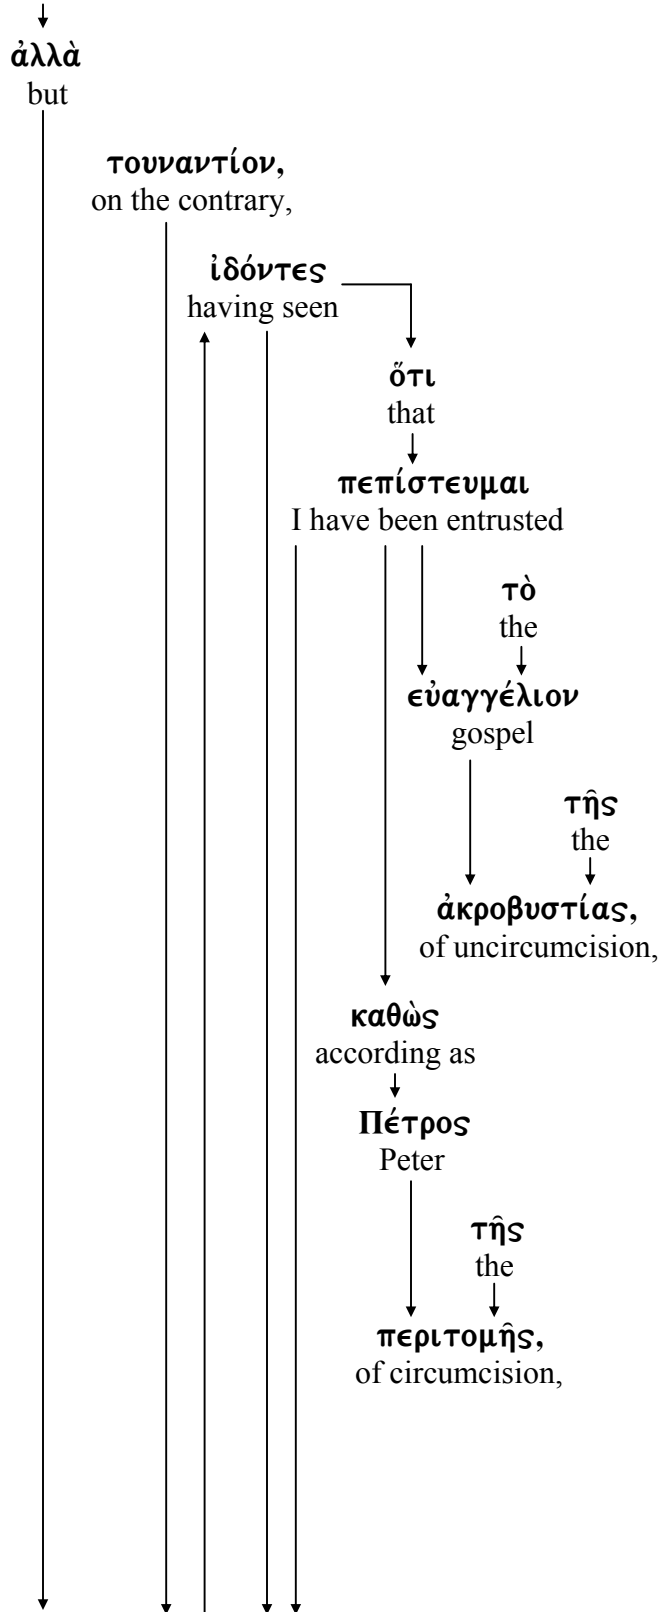 ἀλλὰ
but
τουναντίον,
on the contrary,
ἰδόντες
having seen
ὅτι
that
πεπίστευμαι
I have been entrusted
τὸ
the
εὐαγγέλιον
gospel
τῆς
the
ἀκροβυστίας,
of uncircumcision,
καθὼς
according as
Πέτρος
Peter
τῆς
the
περιτομῆς,
of circumcision,